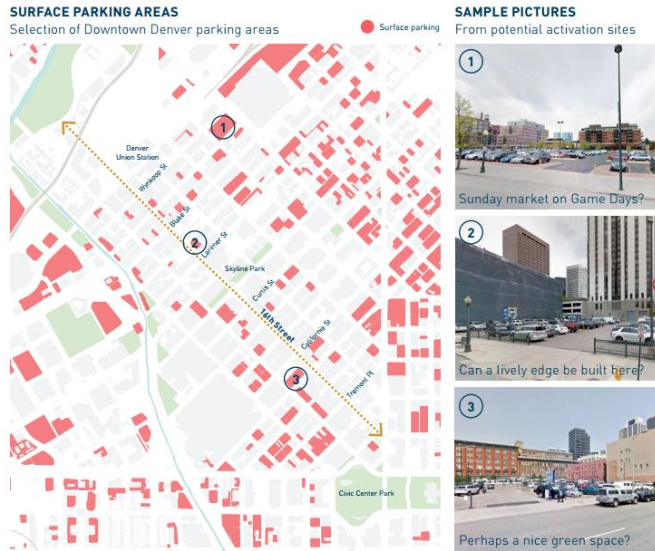 SURFACE PARKING AREAS
Selection of Downtown Denver parking areas
Surface parking
1
Denver
Union Station
Wynkoop St
Blake St
2
Larimer St
Skyline Park
Curtis St
16th Street
California St
3
Tremont Pl
Civic Center Park
SAMPLE PICTURES
From potential activation sites
1
Sunday market on Game Days?
2
Can a lively edge be built here?
3
Perhaps a nice green space?